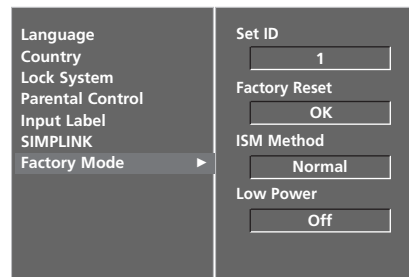 Language
Country
Lock System
Parental Control
Input Label
SIMPLINK
Factory Mode ►
Set ID
1
Factory Reset
OK
ISM Method
Normal
Low Power
Off